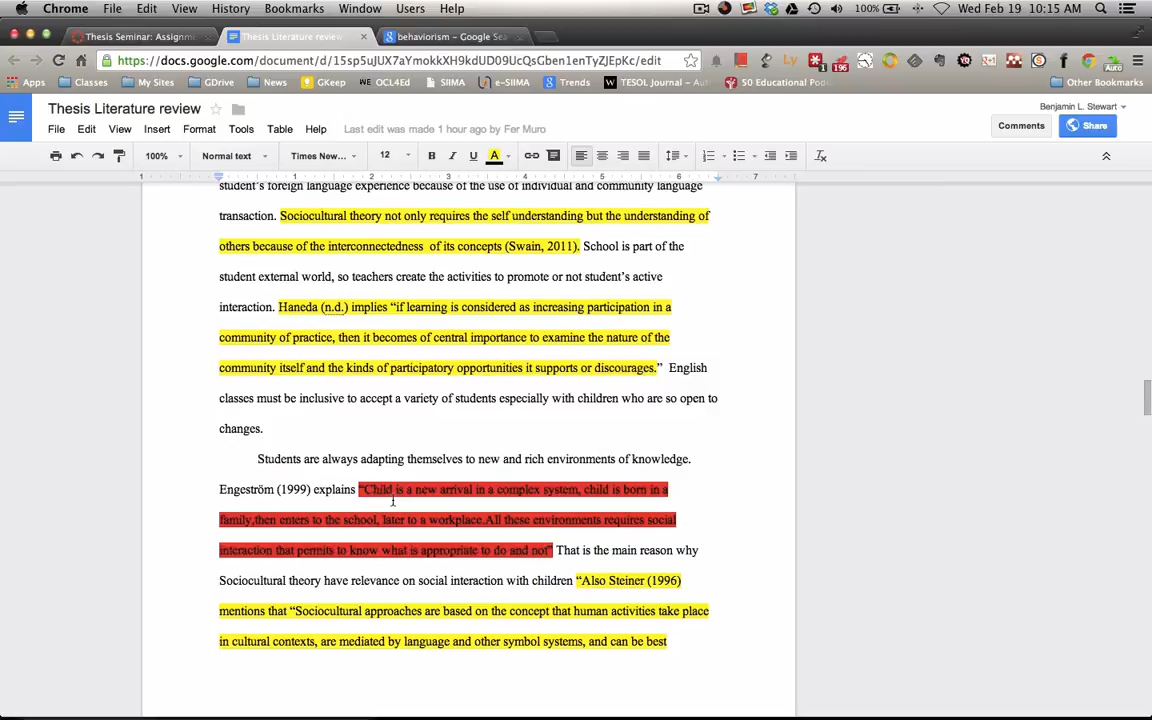 Chrome File Edit View History Bookmarks Window Users Help 100% Wed Feb 19 10:15 AM
Thesis Seminar: Assignm Thesis Literature review behaviorism - Google Sea
https://docs.google.com/document/d/15sp5uJUX7aYmokkXH9kdUD09UcQsGben1enTyZJEpKc/edit
Apps Classes My Sites GDrive News GKeep OCL4Ed SIIMA e-SIIMA Trends TESOL Journal - Au 50 Educational Pod Other Bookmarks
Thesis Literature review
Benjamin L. Stewart
File Edit View Insert Format Tools Table Help Last edit was made 1 hour ago by Fer Muro
Comments Share
100% Normal text Times New... 12 B I U A
1 1 2 3 4 5 6 7
student's foreign language experience because of the use of individual and community language
transaction. Sociocultural theory not only requires the self understanding but the understanding of
others because of the interconnectedness of its concepts (Swain, 2011). School is part of the
student external world, so teachers create the activities to promote or not student's active
interaction. Haneda (n.d.) implies “if learning is considered as increasing participation in a
community of practice, then it becomes of central importance to examine the nature of the
community itself and the kinds of participatory opportunities it supports or discourages.” English
classes must be inclusive to accept a variety of students especially with children who are so open to
changes.
Students are always adapting themselves to new and rich environments of knowledge.
Engeström (1999) explains “Child is a new arrival in a complex system, child is born in a
family,then enters to the school, later to a workplace.All these environments requires social
interaction that permits to know what is appropriate to do and not” That is the main reason why
Sociocultural theory have relevance on social interaction with children “Also Steiner (1996)
mentions that “Sociocultural approaches are based on the concept that human activities take place
in cultural contexts, are mediated by language and other symbol systems, and can be best